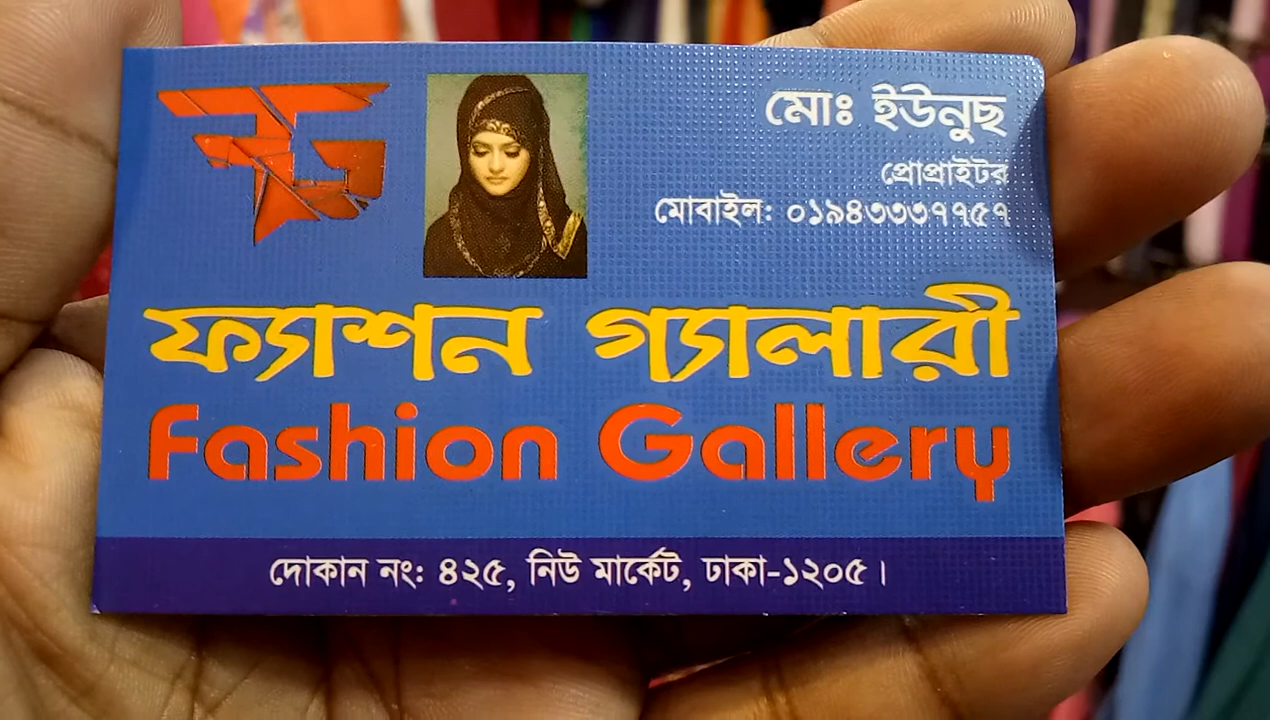 মোঃ ইউনুছ
প্রোপ্রাইটর
মোবাইল: ০১৯৪৩৩৩৭৭৫৭
ফ্যাশন গ্যালারী
Fashion Gallery
দোকান নং: ৪২৫, নিউ মার্কেট, ঢাকা-১২০৫।